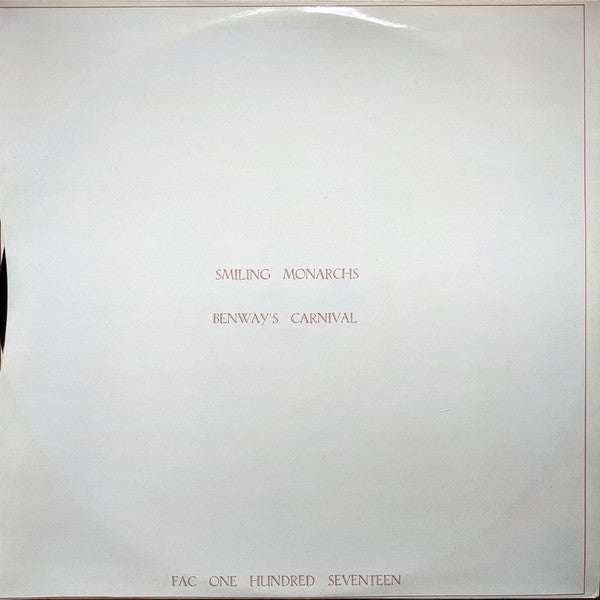 SMILING MONARCHS
BENWAY'S CARNIVAL
FAC ONE HUNDRED SEVENTEEN